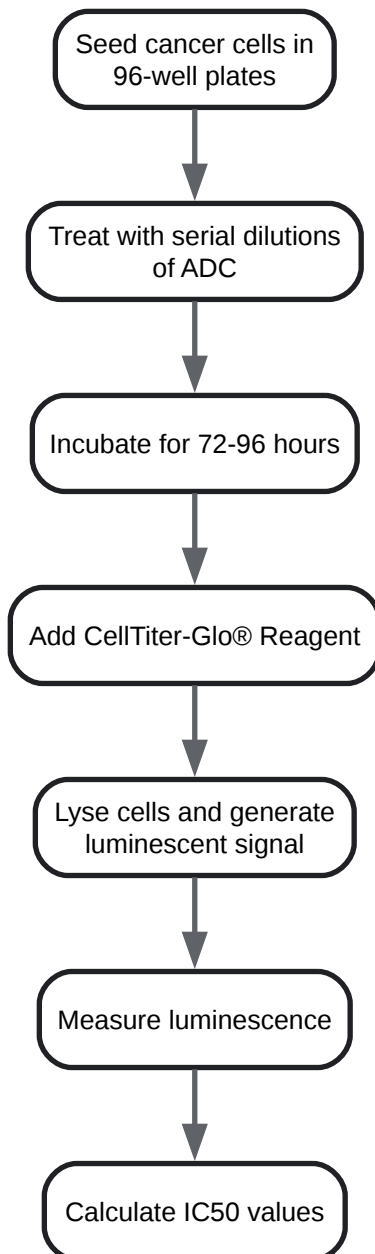 Seed cancer cells in
96-well plates
Treat with serial dilutions
of ADC
Incubate for 72-96 hours
Add CellTiter-Glo® Reagent
Lyse cells and generate
luminescent signal
Measure luminescence
Calculate IC50 values